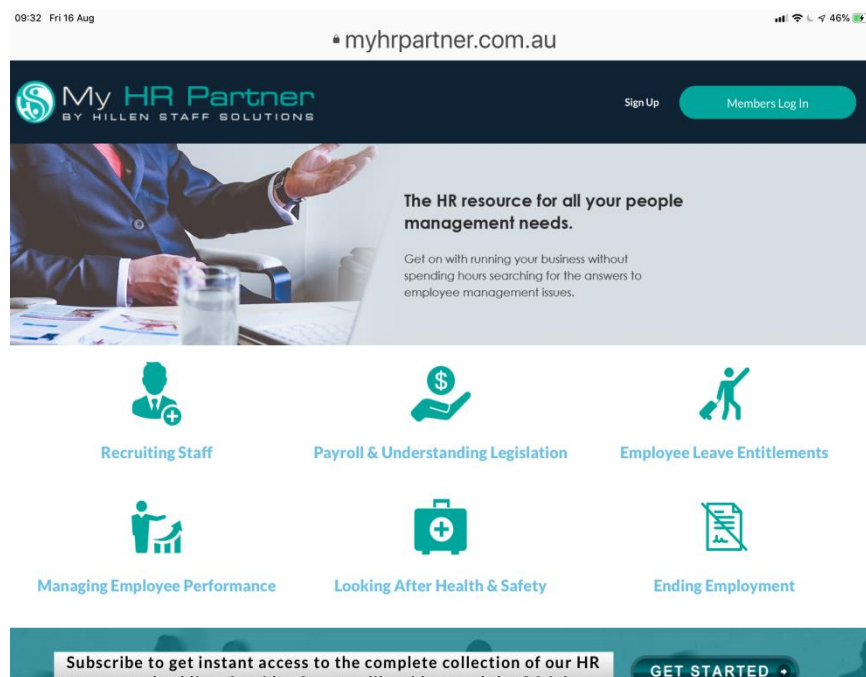 09:32 Fri 16 Aug
46%
myhrpartner.com.au
My HR Partner
BY HILLEN STAFF SOLUTIONS
Sign Up
Members Log In
The HR resource for all your people
management needs.
Get on with running your business without
spending hours searching for the answers to
employee management issues.
$
Recruiting Staff
Payroll & Understanding Legislation
Employee Leave Entitlements
Managing Employee Performance
Looking After Health & Safety
Ending Employment
Subscribe to get instant access to the complete collection of our HR
GET STARTED